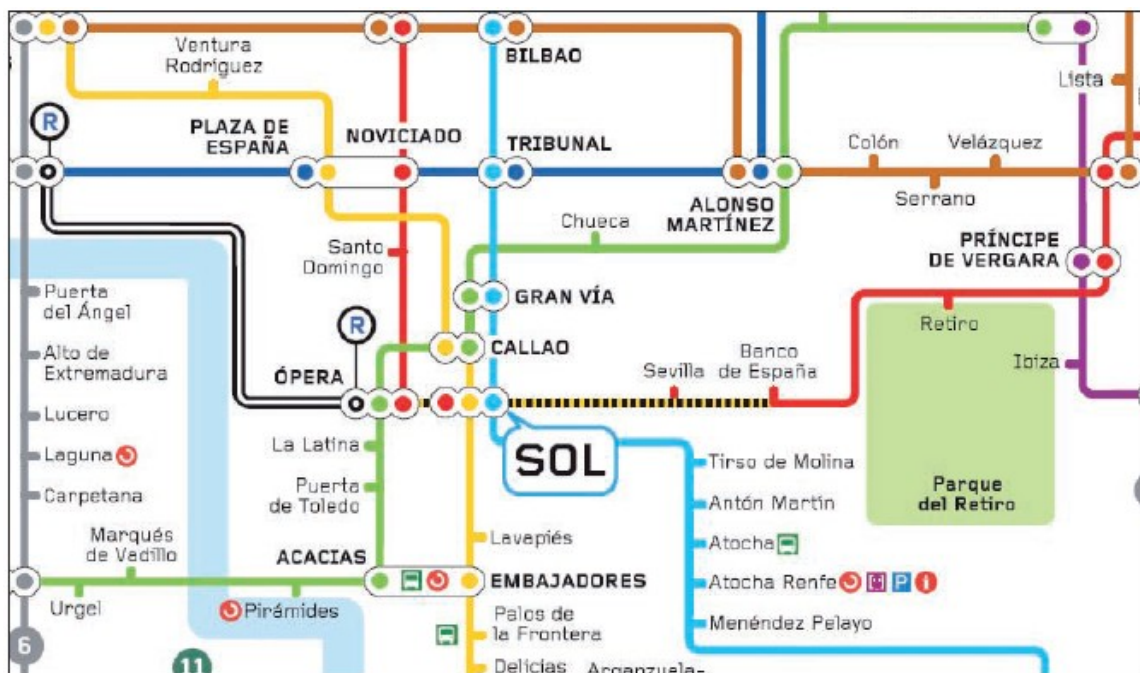 Ventura
Rodríguez
BILBAO
Lista
R
PLAZA DE
ESPAÑA
NOVICIADO
TRIBUNAL
Colón
Velázquez
Serrano
ALONSO
MARTÍNEZ
Chueca
Santo
Domingo
PRÍNCIPE
DE VERGARA
Puerta
del Ángel
GRAN VÍA
R
Retiro
Alto de
Extremadura
CALLAO
Banco
de España
Sevilla
Ibiza
ÓPERA
Lucero
La Latina
SOL
Laguna
Tirso de Molina
Carpetana
Puerta
de Toledo
Parque
del Retiro
Antón Martín
Marqués
de Vadillo
Lavapiés
Atocha
ACACIAS
EMBAJADORES
Atocha Renfe
P
i
Urgel
Pirámides
Palos de
la Frontera
Menéndez Pelayo
6
11
Delicias
Arganzuela-